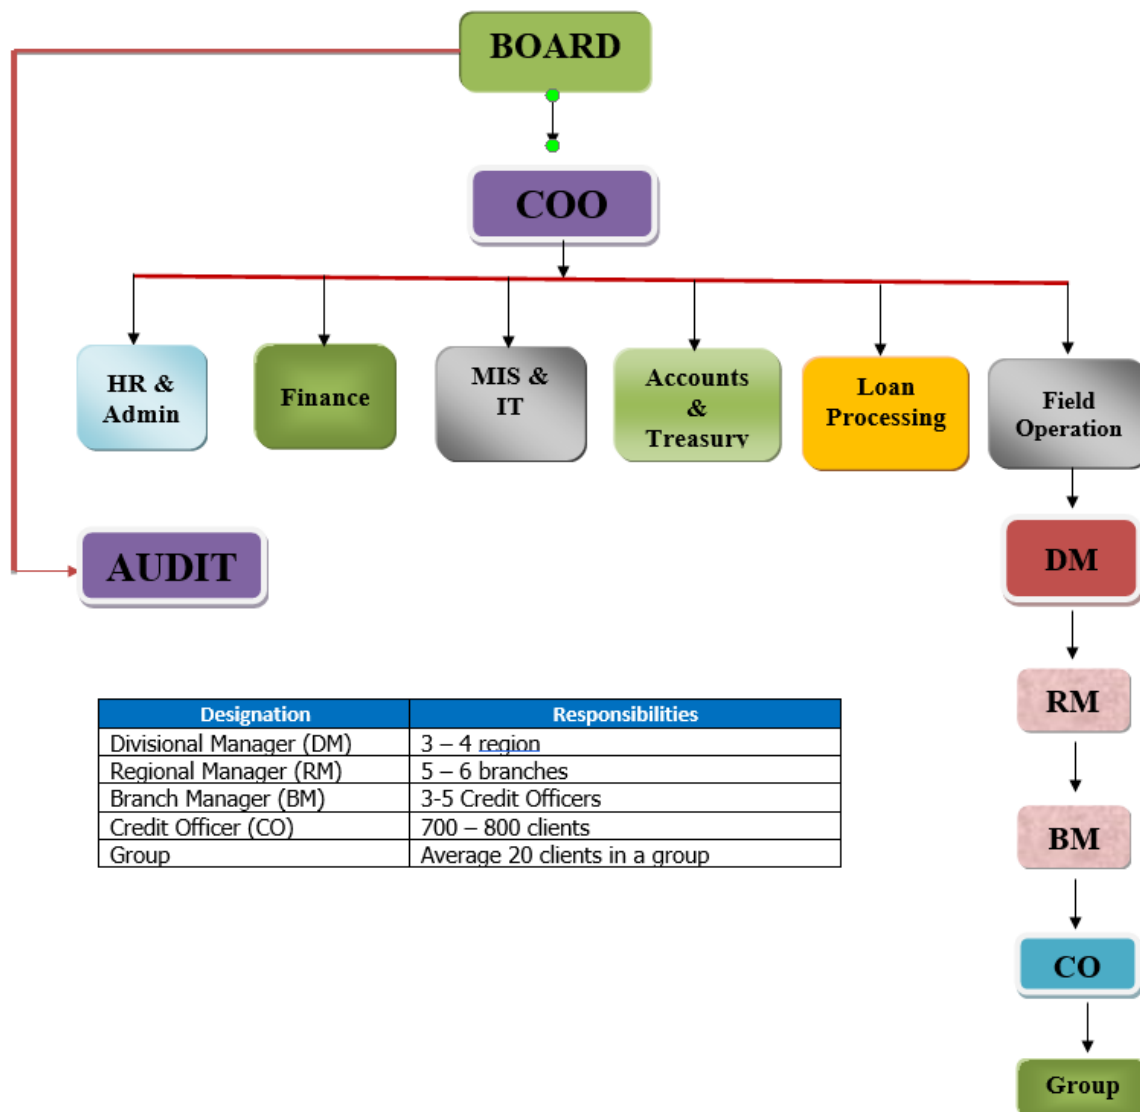 BOARD
COO
HR &
Admin
Finance
MIS &
IT
Accounts
&
Treasury
Loan
Processing
Field
Operation
AUDIT
DM
RM
BM
CO
Group
Designation Responsibilities
Divisional Manager (DM) 3 – 4 region
Regional Manager (RM) 5 – 6 branches
Branch Manager (BM) 3-5 Credit Officers
Credit Officer (CO) 700 – 800 clients
Group Average 20 clients in a group